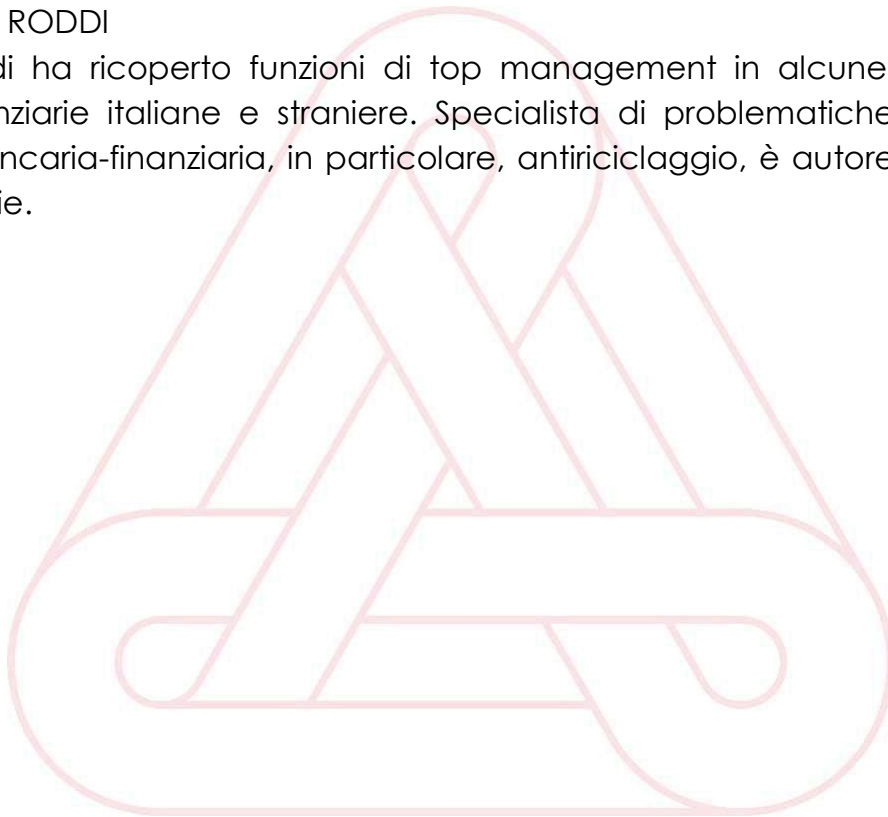 RODDI
di ha ricoperto funzioni di top management in alcune
nziarie italiane e straniere. Specialista di problematiche
ncaria-finanziaria, in particolare, antiriciclaggio, è autore
ie.